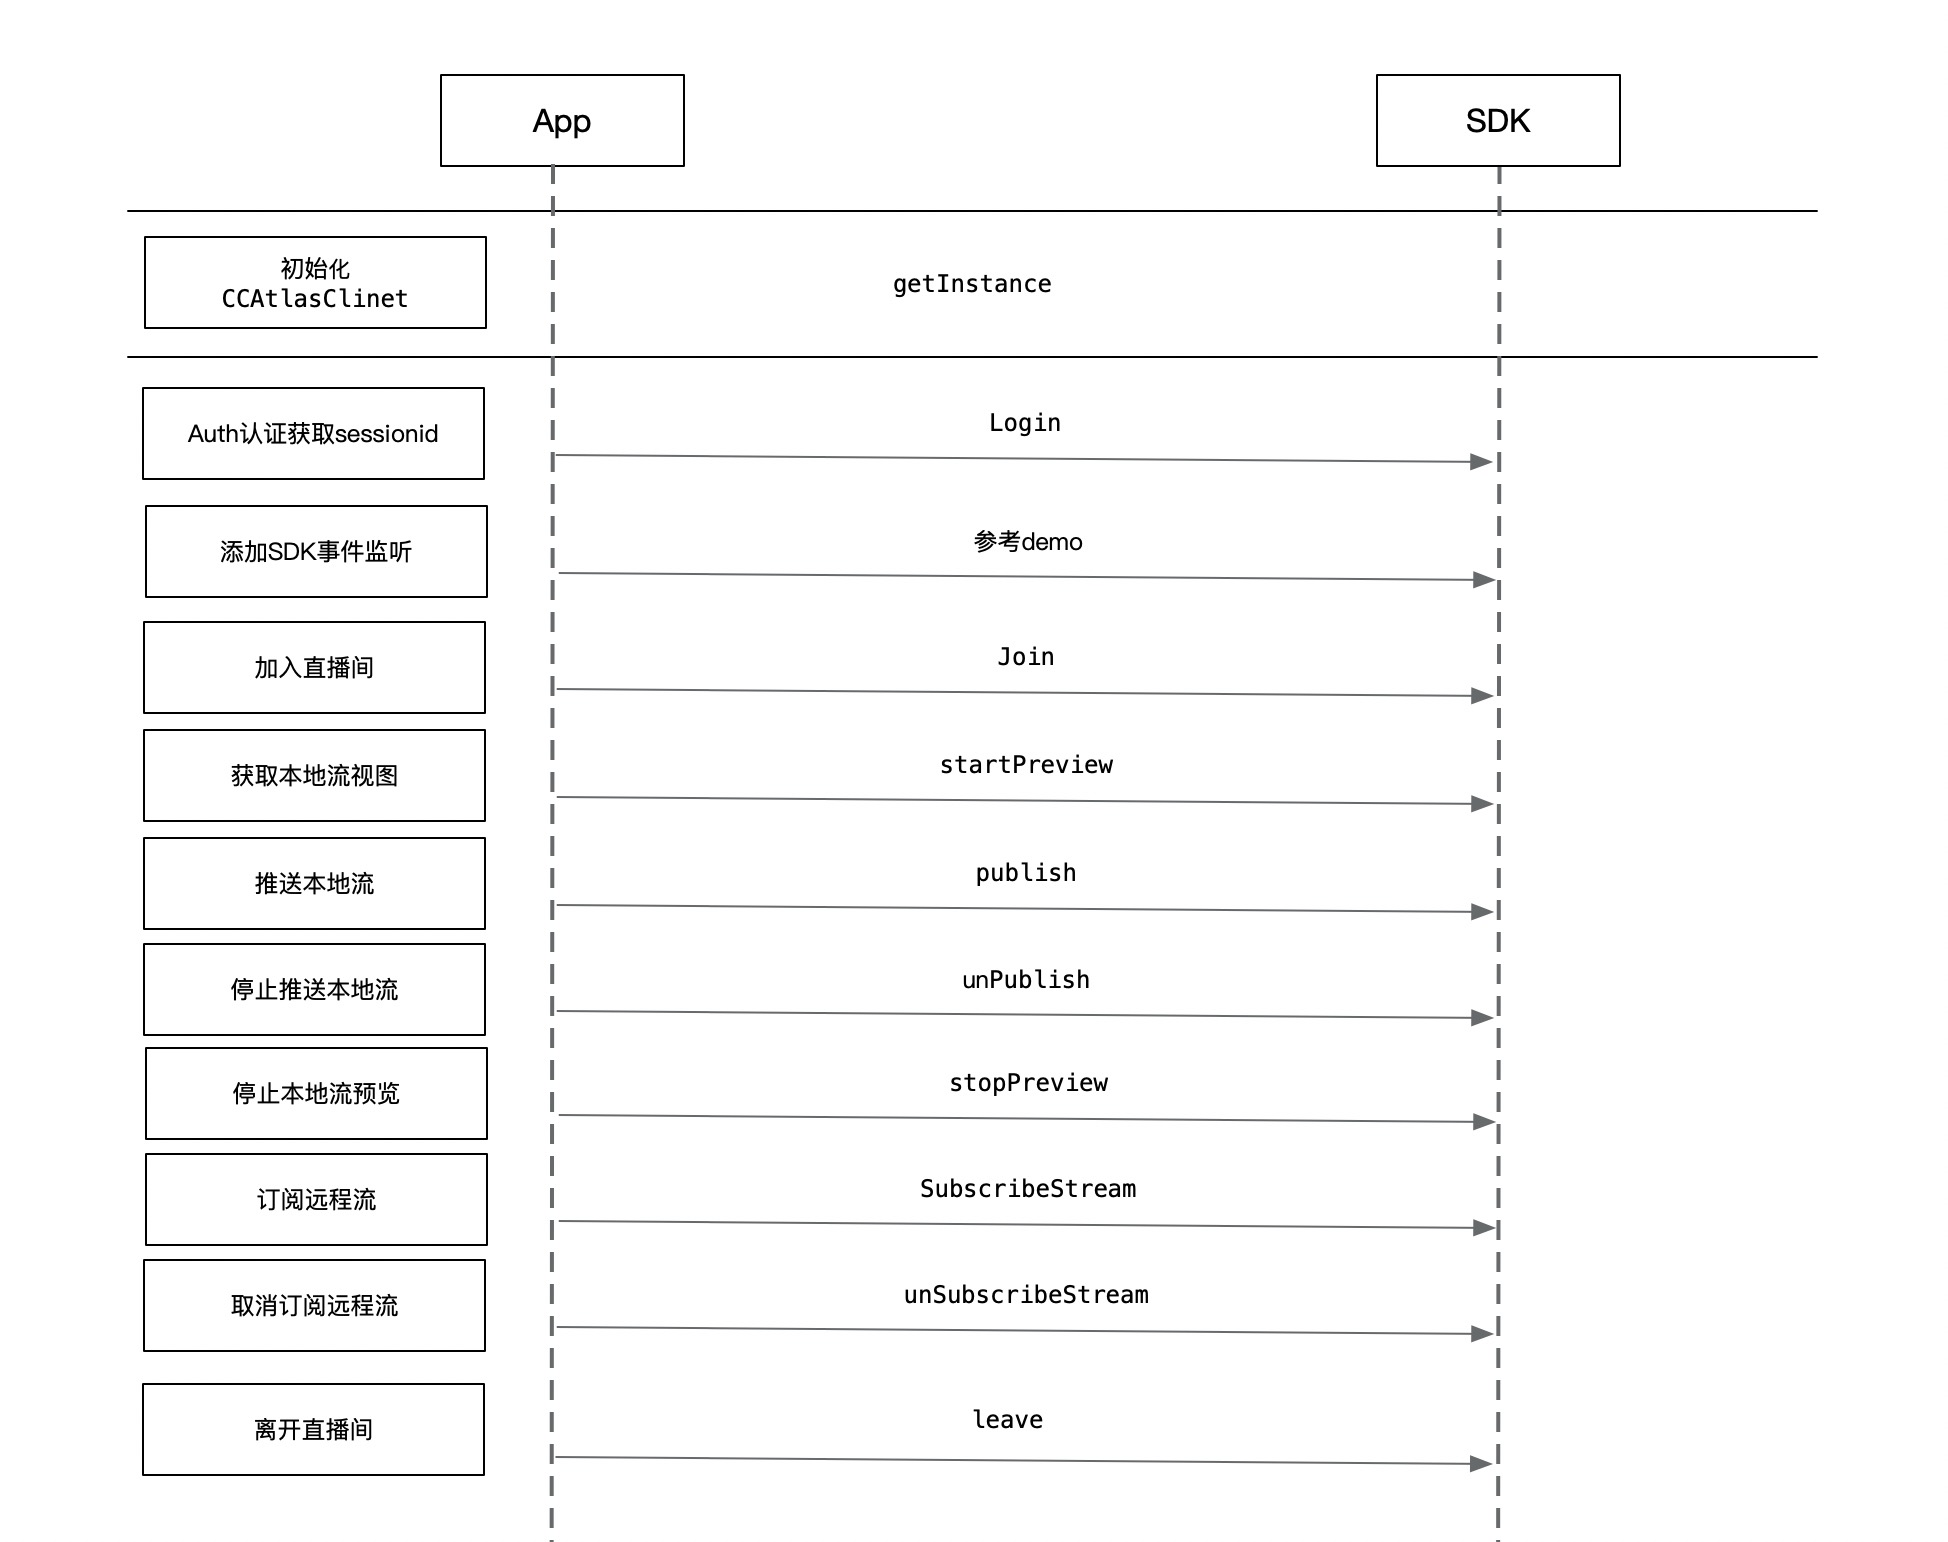 App
SDK
初始化
CCAtlasClinet
getInstance
Auth认证获取sessionid
Login
添加SDK事件监听
参考demo
加入直播间
Join
获取本地流视图
startPreview
推送本地流
publish
停止推送本地流
unPublish
停止本地流预览
stopPreview
订阅远程流
SubscribeStream
取消订阅远程流
unSubscribeStream
离开直播间
leave